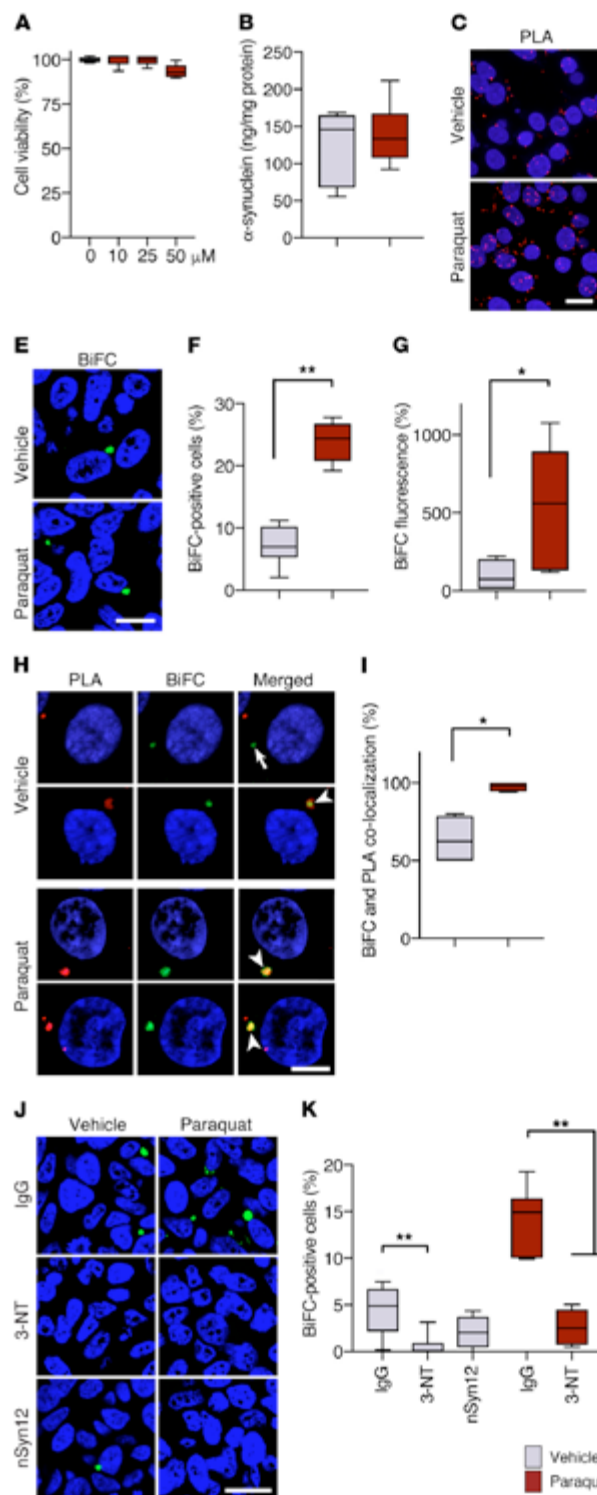 A
Cell viability (%)
100
50
0
0 10 25 50 μM
B
α-synuclein (ng/mg protein)
250
200
150
100
50
0
C
PLA
Vehicle
Paraquat
E
BiFC
Vehicle
Paraquat
F
BiFC-positive cells (%)
30
20
10
0
**
G
BiFC fluorescence (%)
1000
500
0
*
H
PLA BiFC Merged
Vehicle
Paraquat
I
BiFC and PLA co-localization (%)
100
50
0
*
J
Vehicle Paraquat
IgG
3-NT
nSyn12
K
BiFC-positive cells (%)
20
15
10
5
0
**
**
IgG
3-NT
nSyn12
IgG
3-NT
Vehicle
Paraqu